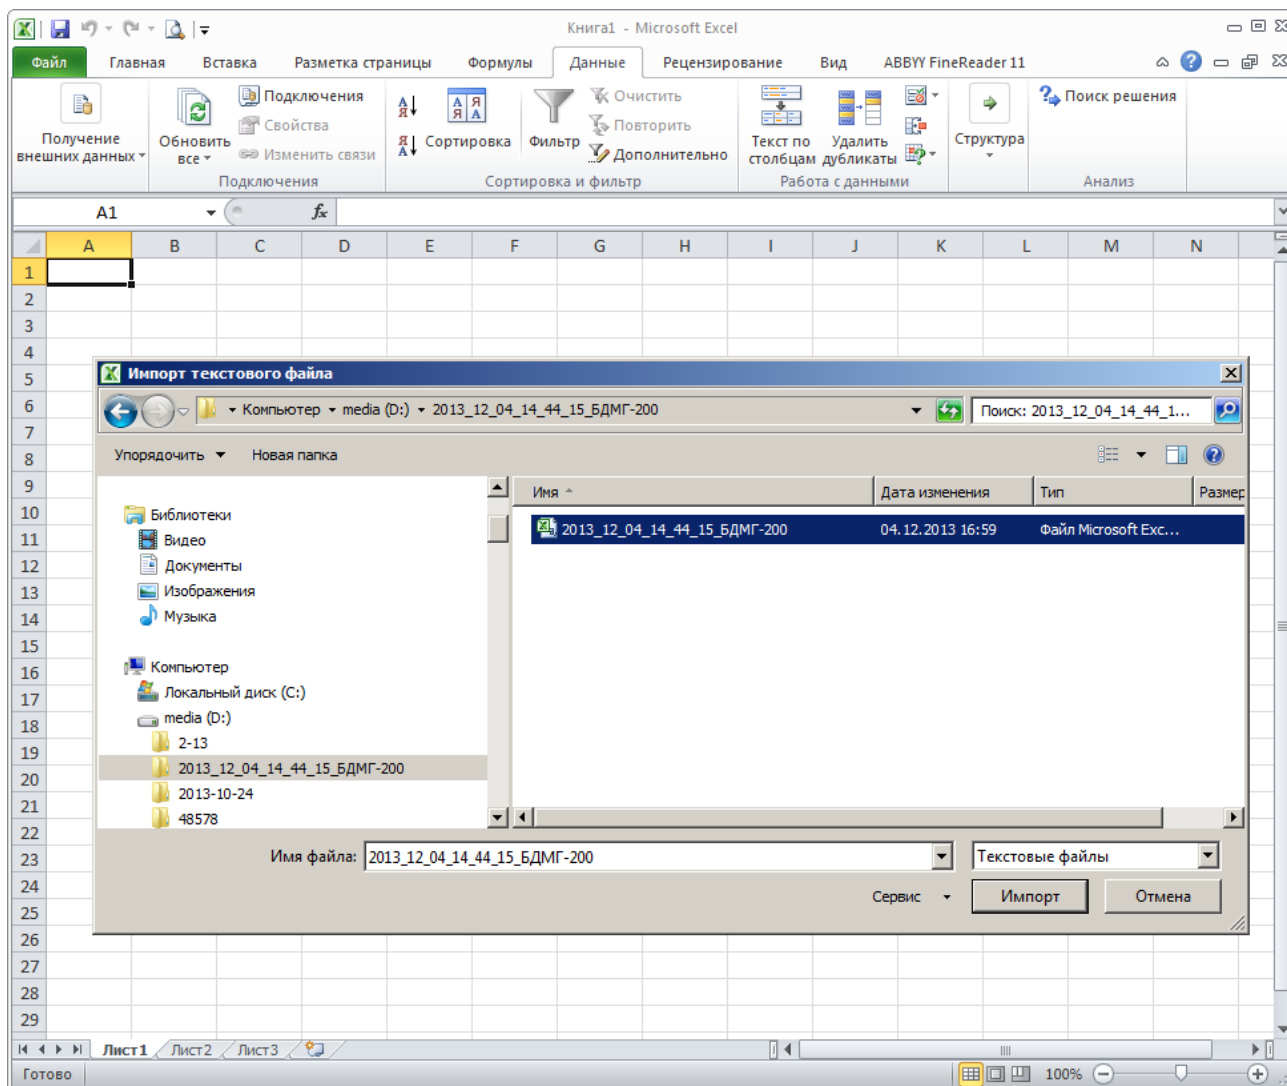 Книга1 - Microsoft Excel
Файл Главная Вставка Разметка страницы Формулы Данные Рецензирование Вид ABBYY FineReader 11
Получение внешних данных
Обновить все
Подключения
Свойства
Изменить связи
Подключения
А Я
Я А
Сортировка
Фильтр
Очистить
Повторить
Дополнительно
Сортировка и фильтр
Текст по столбцам
Удалить дубликаты
Работа с данными
Структура
Поиск решения
Анализ
A1 fx
A B C D E F G H I J K L M N
1
2
3
4
5
6
7
8
9
10
11
12
13
14
15
16
17
18
19
20
21
22
23
24
25
26
27
28
29
Импорт текстового файла
Компьютер media (D:) 2013_12_04_14_44_15_БДМГ-200
Поиск: 2013_12_04_14_44_1...
Упорядочить Новая папка
Библиотеки
Видео
Документы
Изображения
Музыка
Компьютер
Локальный диск (C:)
media (D:)
2-13
2013_12_04_14_44_15_БДМГ-200
2013-10-24
48578
Имя Дата изменения Тип Размер
2013_12_04_14_44_15_БДМГ-200 04.12.2013 16:59 Файл Microsoft Exc...
Имя файла: 2013_12_04_14_44_15_БДМГ-200 Текстовые файлы
Сервис Импорт Отмена
Лист1 Лист2 Лист3
Готово 100%